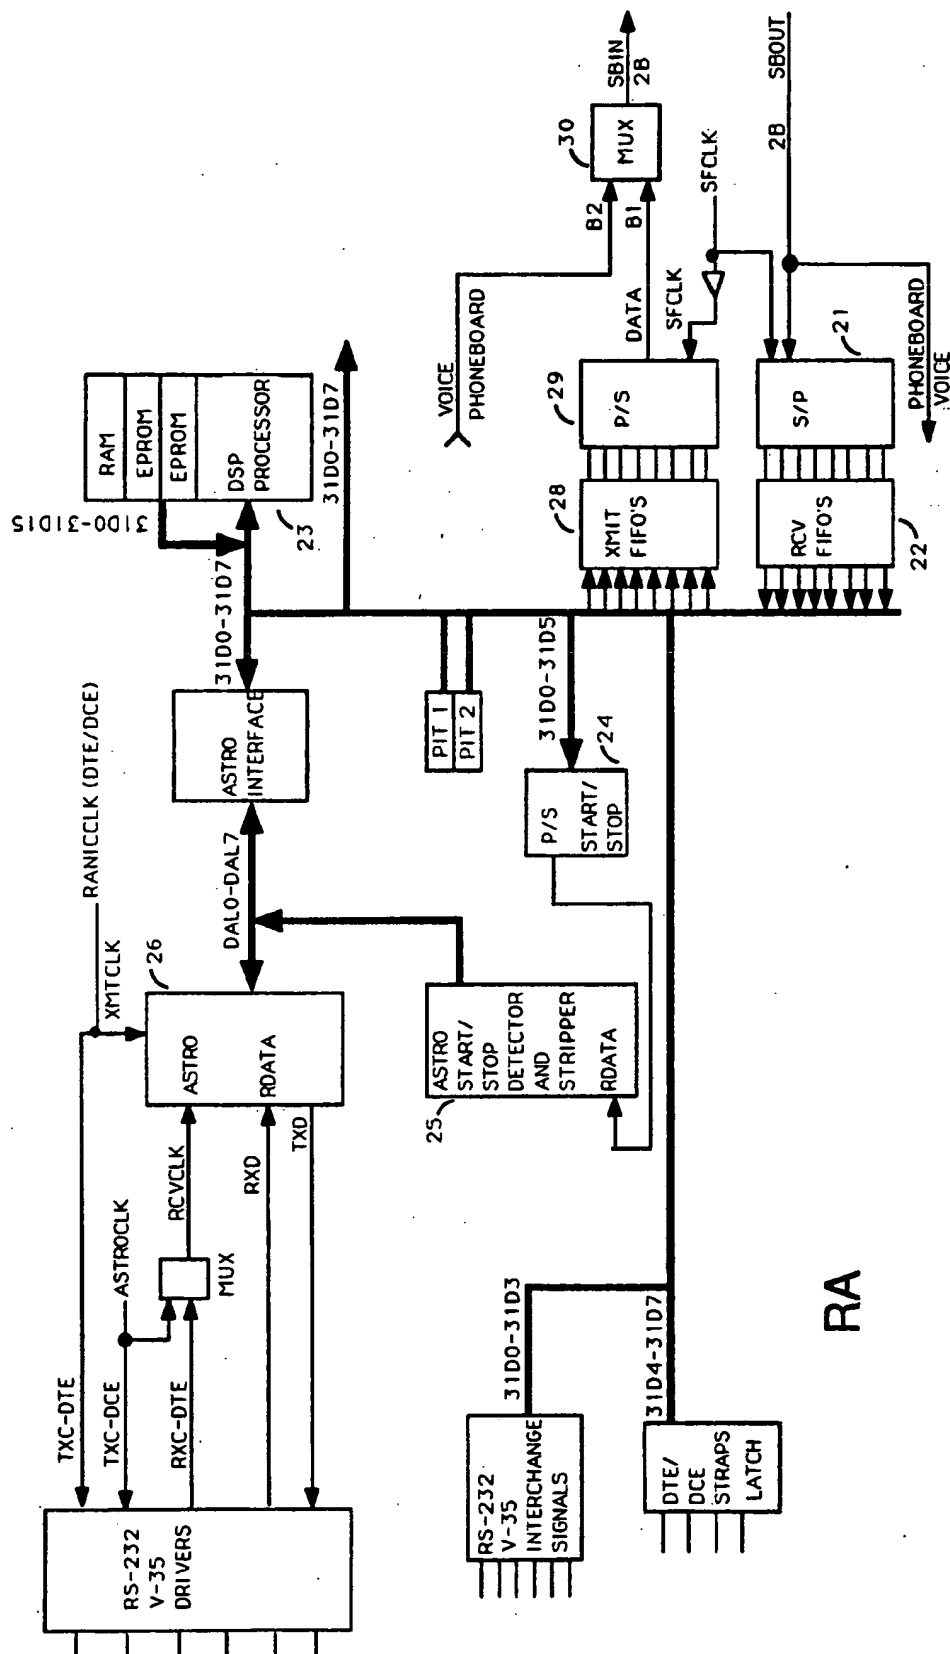 RS-232
V-35
DRIVERS
TXC-DTE
TXC-DCE
RXC-DTE
ASTROCLK
MUX
RCVCLK
RXD
TXD
XMTCLK
RANICCLK (DTE/DCE)
26
ASTRO
RDATA
DAL0-DAL7
ASTRO
INTERFACE
31D0-31D7
31D0-31D15
RAM
EPROM
EPROM
DSP
PROCESSOR
23
31D0-31D7
25
ASTRO
START/
STOP
DETECTOR
AND
STRIPPER
RDATA
PIT 1
PIT 2
31D0-31D5
24
P/S
START/
STOP
VOICE
PHONEBOARD
28
XMIT
FIFO'S
29
P/S
DATA
B2
B1
30
MUX
SBIN
2B
SFCLK
SFCLK
RCV
FIFO'S
22
S/P
21
2B
SBOUT
PHONEBOARD
VOICE
RS-232
V-35
INTERCHANGE
SIGNALS
31D0-31D3
DTE/
DCE
STRAPS
LATCH
31D4-31D7
RA